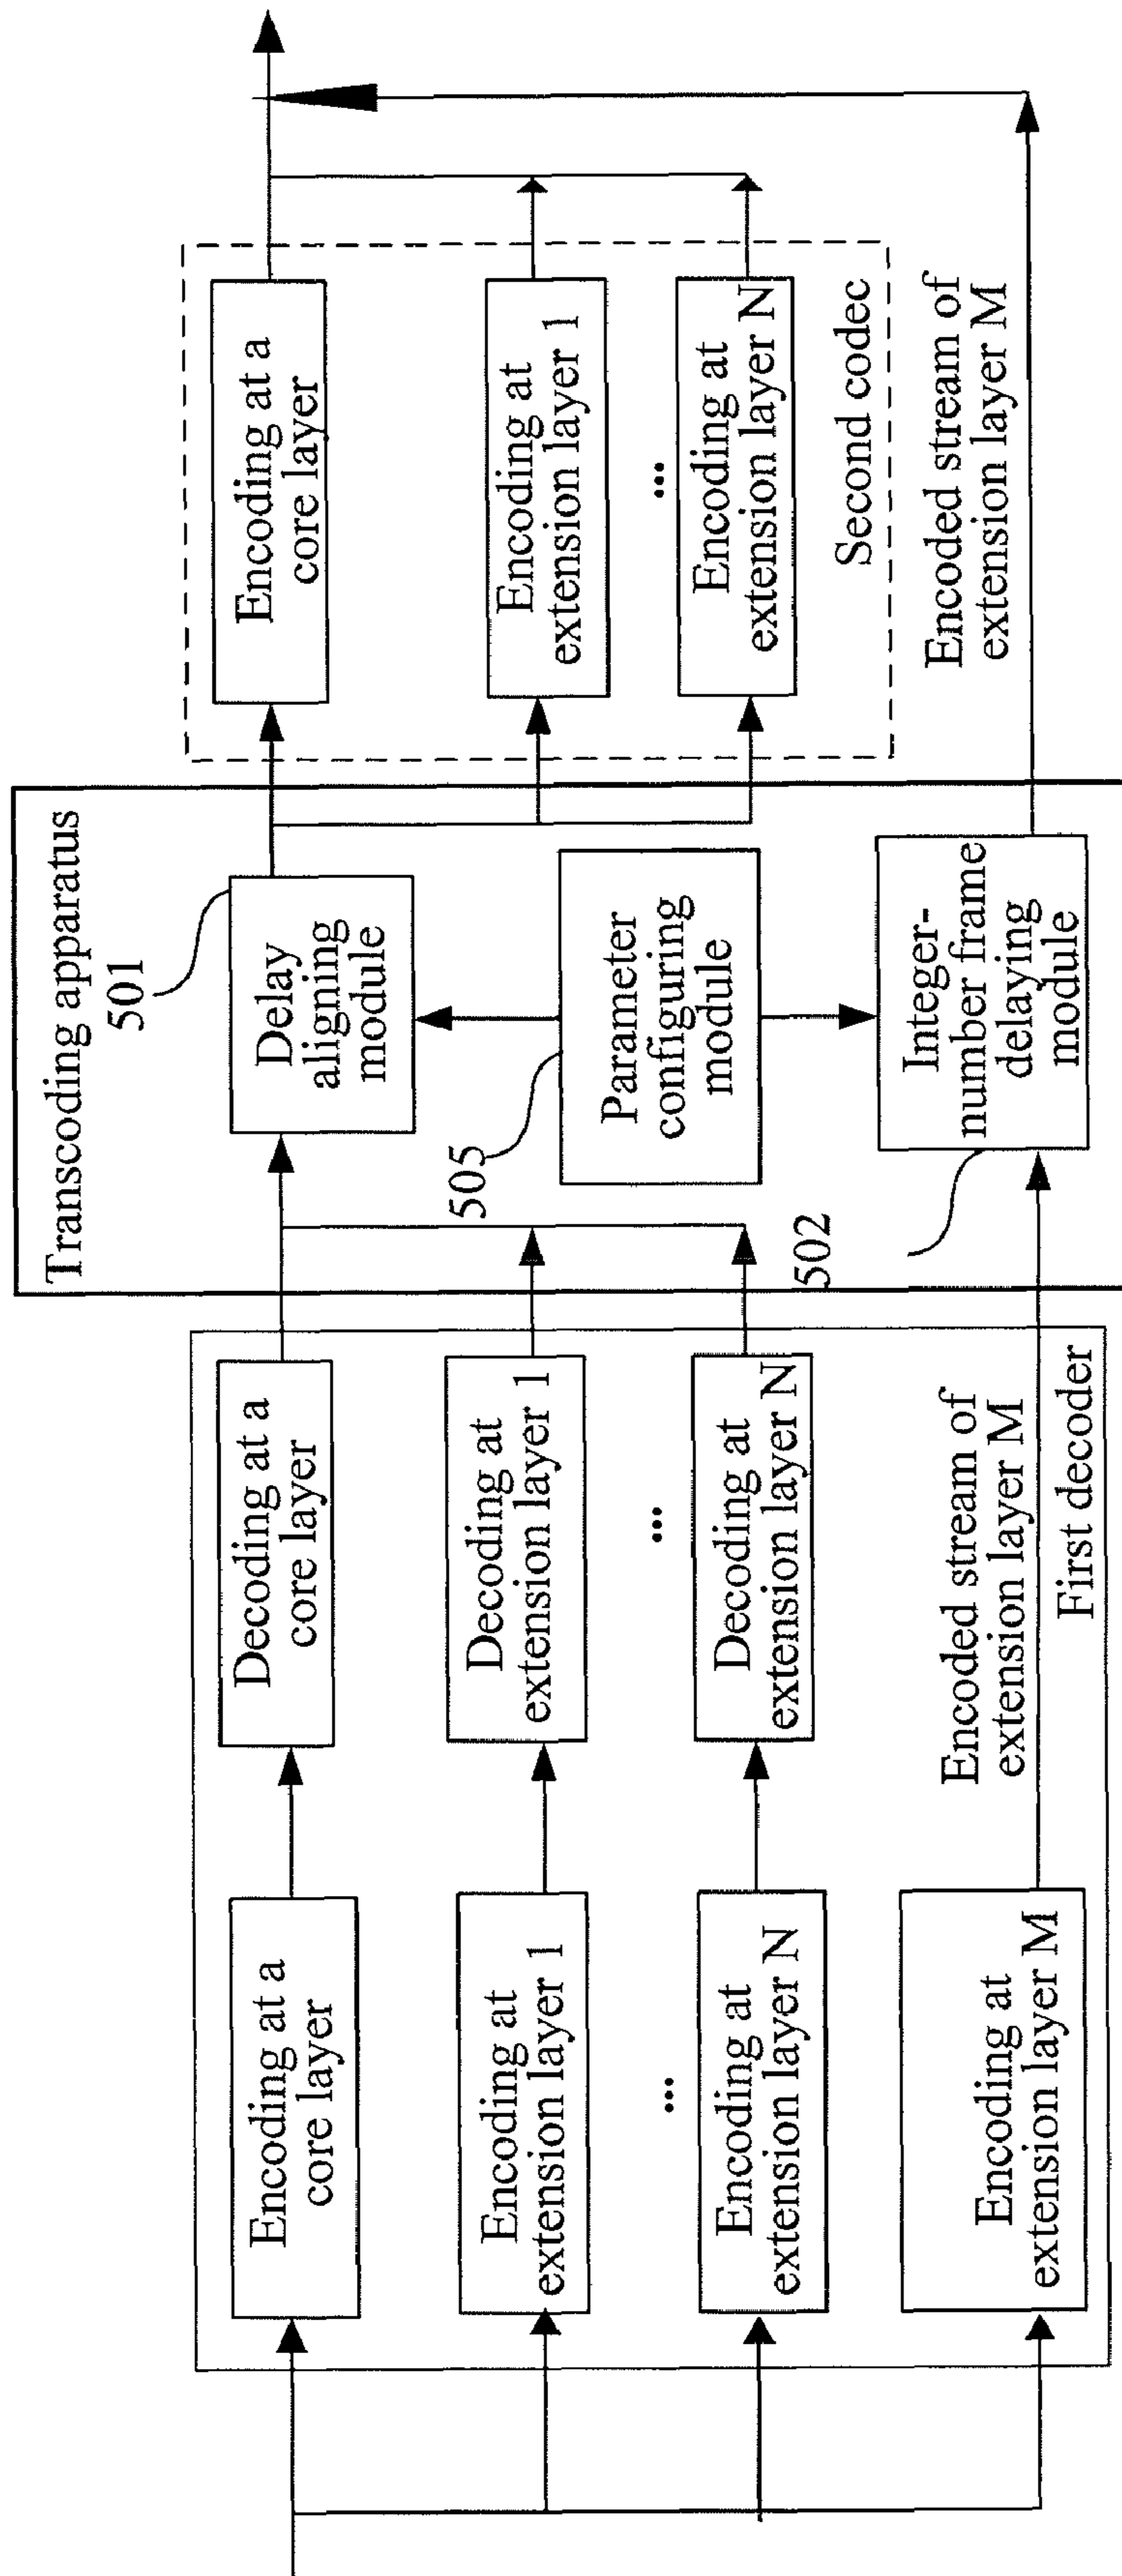 Encoding at a
core layer
Encoding at
extension layer 1
...
Encoding at
extension layer N
Encoding at
extension layer M
Decoding at a
core layer
Decoding at
extension layer 1
...
Decoding at
extension layer N
Encoded stream of
extension layer M
First decoder
Transcoding apparatus
501
Delay
aligning
module
505
Parameter
configuring
module
502
Integer-
number frame
delaying
module
Encoding at a
core layer
Encoding at
extension layer 1
...
Encoding at
extension layer N
Second codec
Encoded stream of
extension layer M